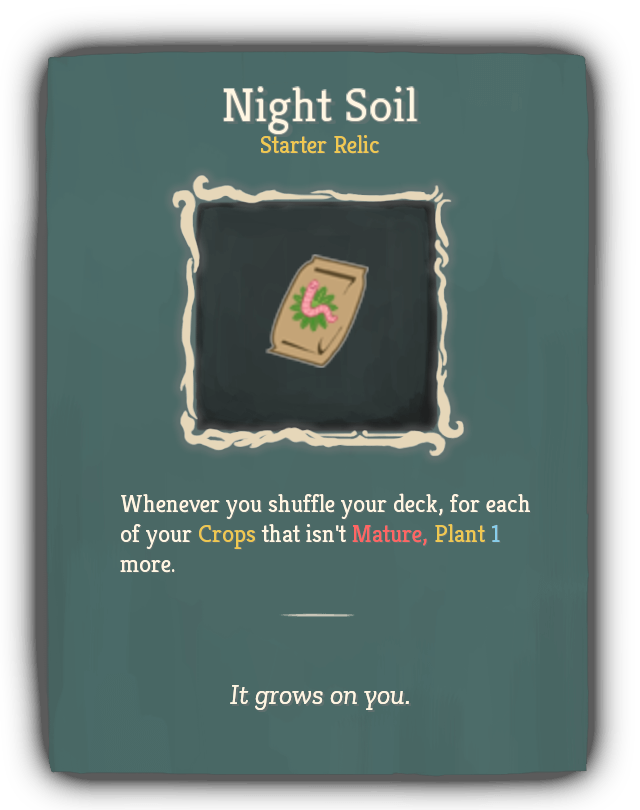 Night Soil
Starter Relic
Whenever you shuffle your deck, for each
of your Crops that isn't Mature, Plant 1
more.
It grows on you.